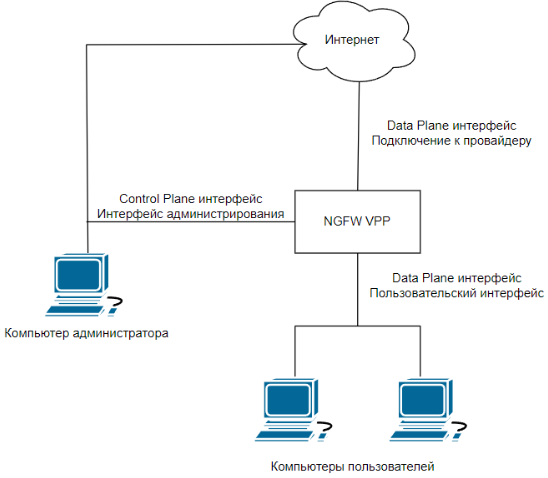 Интернет
Data Plane интерфейс
Подключение к провайдеру
Control Plane интерфейс
Интерфейс администрирования
NGFW VPP
Data Plane интерфейс
Пользовательский интерфейс
Компьютер администратора
Компьютеры пользователей